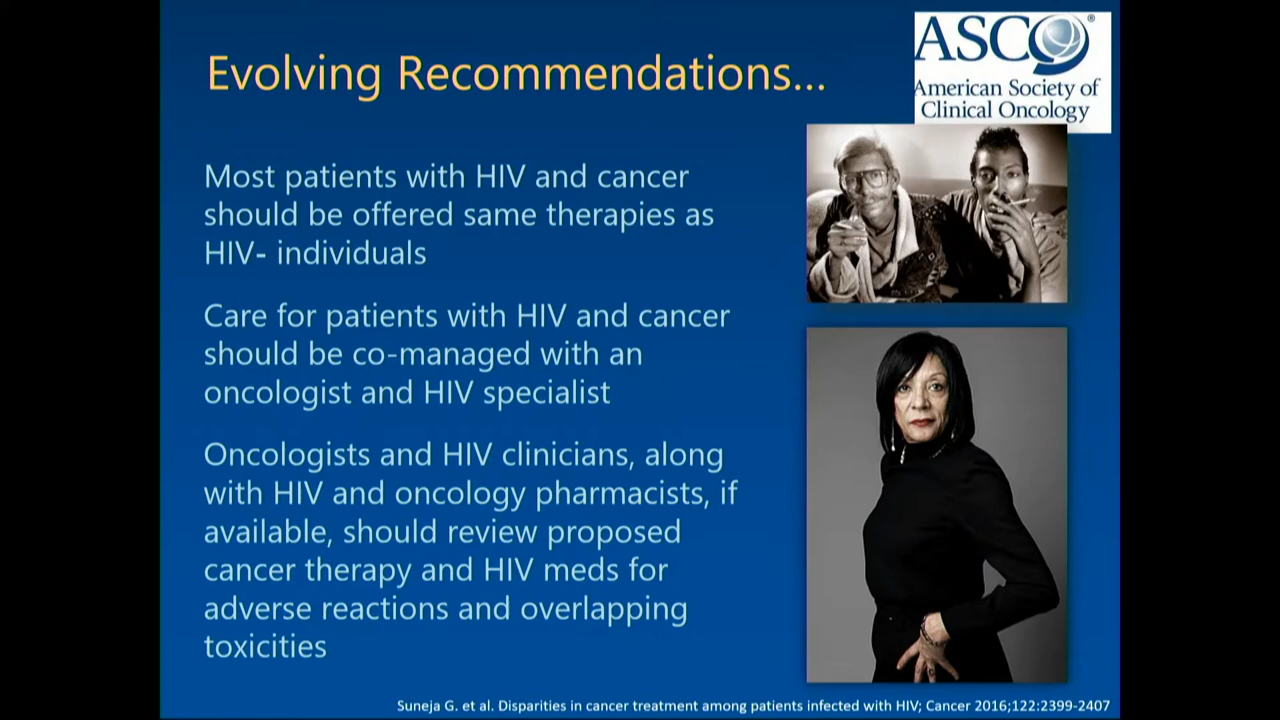 Evolving Recommendations...
ASCO®
American Society of
Clinical Oncology
Most patients with HIV and cancer
should be offered same therapies as
HIV- individuals
Care for patients with HIV and cancer
should be co-managed with an
oncologist and HIV specialist
Oncologists and HIV clinicians, along
with HIV and oncology pharmacists, if
available, should review proposed
cancer therapy and HIV meds for
adverse reactions and overlapping
toxicities
Suneja G. et al. Disparities in cancer treatment among patients infected with HIV; Cancer 2016;122:2399-2407